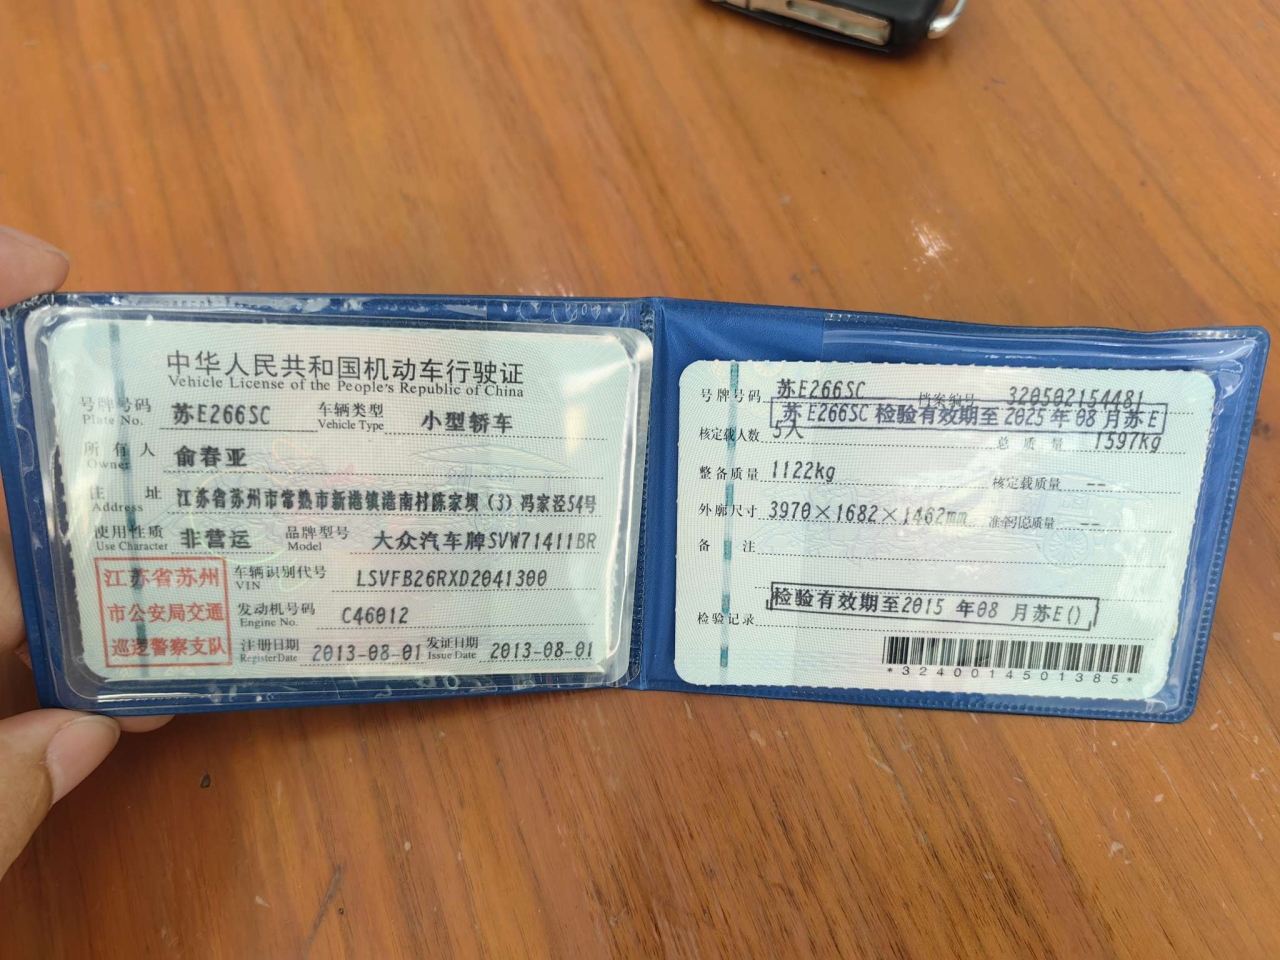 中华人民共和国机动车行驶证
Vehicle License of the People's Republic of China
号牌号码 苏E266SC 车辆类型 小型轿车
Plate No. Vehicle Type
所有人 俞春亚
Owner
住址 江苏省苏州市常熟市新港镇港南村陈家坝(3)冯家径54号
Address
使用性质 非营运 品牌型号 大众汽车牌SVW71411BR
Use Character Model
江苏省苏州
市公安局交通
巡逻警察支队
车辆识别代号 LSVFB26RXD2041300
VIN
发动机号码 C46012
Engine No.
注册日期 2013-08-01 发证日期 2013-08-01
Register Date Issue Date
号牌号码 苏E266SC 档案编号 320502154481
苏E266SC 检验有效期至2025年08月苏E
核定载人数 5人 总质量 1597kg
整备质量 1122kg 核定载质量 --
外廓尺寸 3970×1682×1462mm 准牵引总质量 --
备注
检验有效期至2015年08月苏E()
检验记录
*3240014501385*